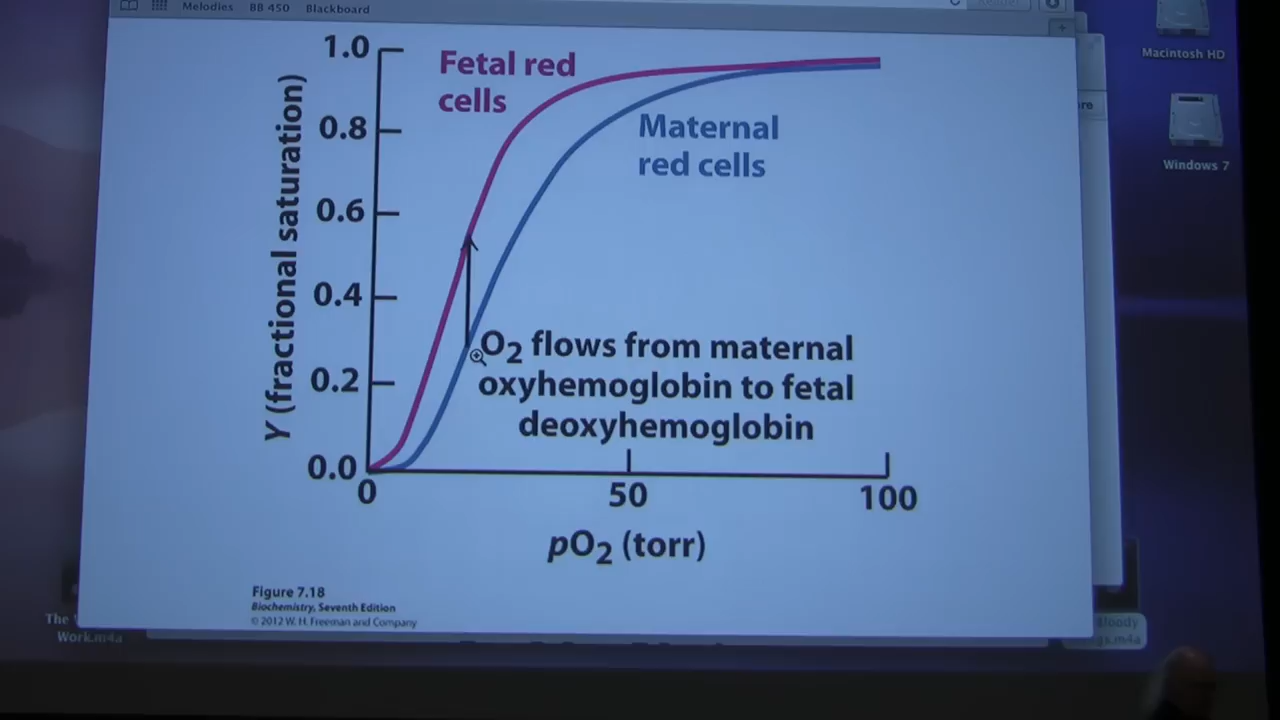 Melodies BB 450 Blackboard
Reader
Macintosh HD
Windows 7
1.0
0.8
0.6
0.4
0.2
0.0
Y (fractional saturation)
Fetal red
cells
Maternal
red cells
O2 flows from maternal
oxyhemoglobin to fetal
deoxyhemoglobin
0
50
100
pO2 (torr)
Figure 7.18
Biochemistry, Seventh Edition
© 2012 W. H. Freeman and Company
The
Work.m4a